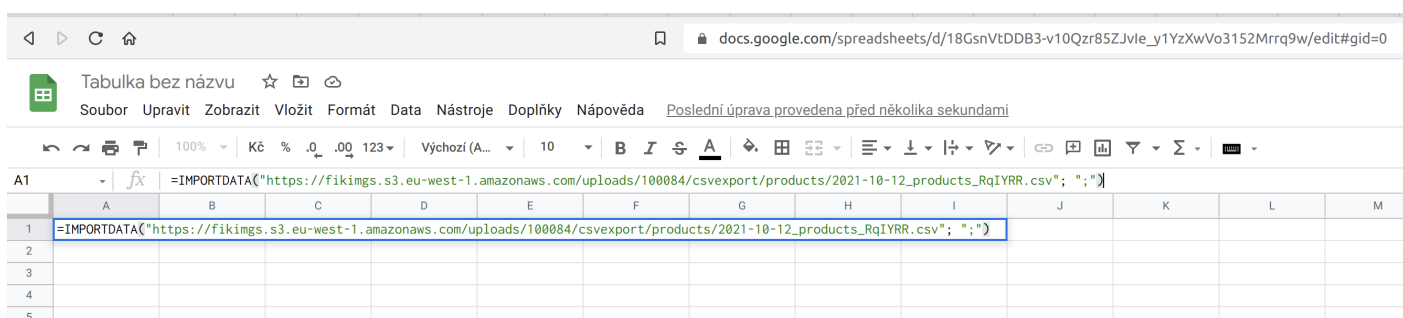 docs.google.com/spreadsheets/d/18GsnVtDDB3-v10Qzr85ZJvIe_y1YzXwVo3152Mrrq9w/edit#gid=0
Tabulka bez názvu
Soubor Upravit Zobrazit Vložit Formát Data Nástroje Doplňky Nápověda Poslední úprava provedena před několika sekundami
100% Kč % .0 .00 123 Výchozí (A... 10 B I S A
A1 fx =IMPORTDATA("https://fikimgs.s3.eu-west-1.amazonaws.com/uploads/100084/csvexport/products/2021-10-12_products_RqIYRR.csv"; ";")
A B C D E F G H I J K L M
1 =IMPORTDATA("https://fikimgs.s3.eu-west-1.amazonaws.com/uploads/100084/csvexport/products/2021-10-12_products_RqIYRR.csv"; ";")
2
3
4
5